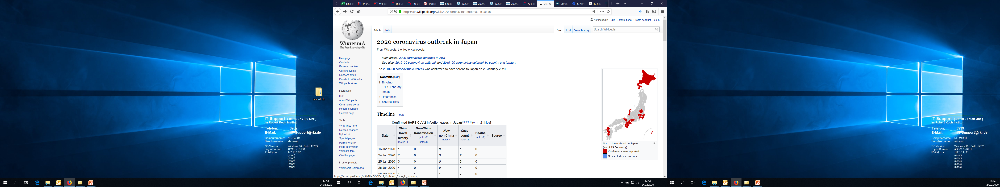 Linelist etc
IT-Support ( 08:00 - 17:30 Uhr )
im Robert Koch-Institut
Telefon: 3939
E-Mail: IT-Support@rki.de
Computername: NB-24381
Benutzername: al-bazm
OS Version: Windows 10 Build: 17763
Logon Domain: ADS01 / RKID1
IP Address: 172.16.1.62
(none)
(none)
(none)
(none)
(none)
17:42
24.02.2020
Linelis
新型コ
Welco
The U
The sp
Trackin
Situat
20200
20200
20200
20200
70 add
W 20
Coron
S. Kor
12 nev
https://en.wikipedia.org/wiki/2020_coronavirus_outbreak_in_Japan
Not logged in Talk Contributions Create account Log in
Article Talk
Read Edit View history Search Wikipedia
WIKIPEDIA
The Free Encyclopedia
Main page
Contents
Featured content
Current events
Random article
Donate to Wikipedia
Wikipedia store
Interaction
Help
About Wikipedia
Community portal
Recent changes
Contact page
Tools
What links here
Related changes
Upload file
Special pages
Permanent link
Page information
Wikidata item
Cite this page
In other projects
Wikimedia Commons
2020 coronavirus outbreak in Japan
From Wikipedia, the free encyclopedia
Main article: 2020 coronavirus outbreak in Asia
See also: 2019–20 coronavirus outbreak and 2019–20 coronavirus outbreak by country and territory
The 2019–20 coronavirus outbreak was confirmed to have spread to Japan on 23 January 2020.
Contents [hide]
1 Timeline
1.1 February
2 Impact
3 References
4 External links
Timeline [ edit ]
Confirmed SARS-CoV-2 infection cases in Japan[notes 1] (v · t · e) [hide]
Date China travel history [notes 2] Non-China transmission [notes 2] [notes 3] New non-China [notes 4] Case count [notes 2] Deaths [notes 2] Source
16 Jan 2020 1 0 0 1 0
24 Jan 2020 2 0 0 2 0
25 Jan 2020 3 0 0 3 0
26 Jan 2020 4 0 0 4 0
28 Jan 2020 6 1 1 7 0
Map of the outbreak in Japan
(as of 19 February):
Confirmed cases reported
Suspected cases reported
https://en.wikipedia.org/wiki/File:COVID-19_Outbreak_Cases_in_Japan.svg
17:42
24.02.2020
IT-Support ( 08:00 - 17:30 Uhr )
im Robert Koch-Institut
Telefon: 3939
E-Mail: IT-Support@rki.de
Computername: NB-24381
Benutzername: al-bazm
OS Version: Windows 10 Build: 17763
Logon Domain: ADS01 / RKID1
IP Address: 172.16.1.62
(none)
(none)
(none)
(none)
(none)
17:42
24.02.2020